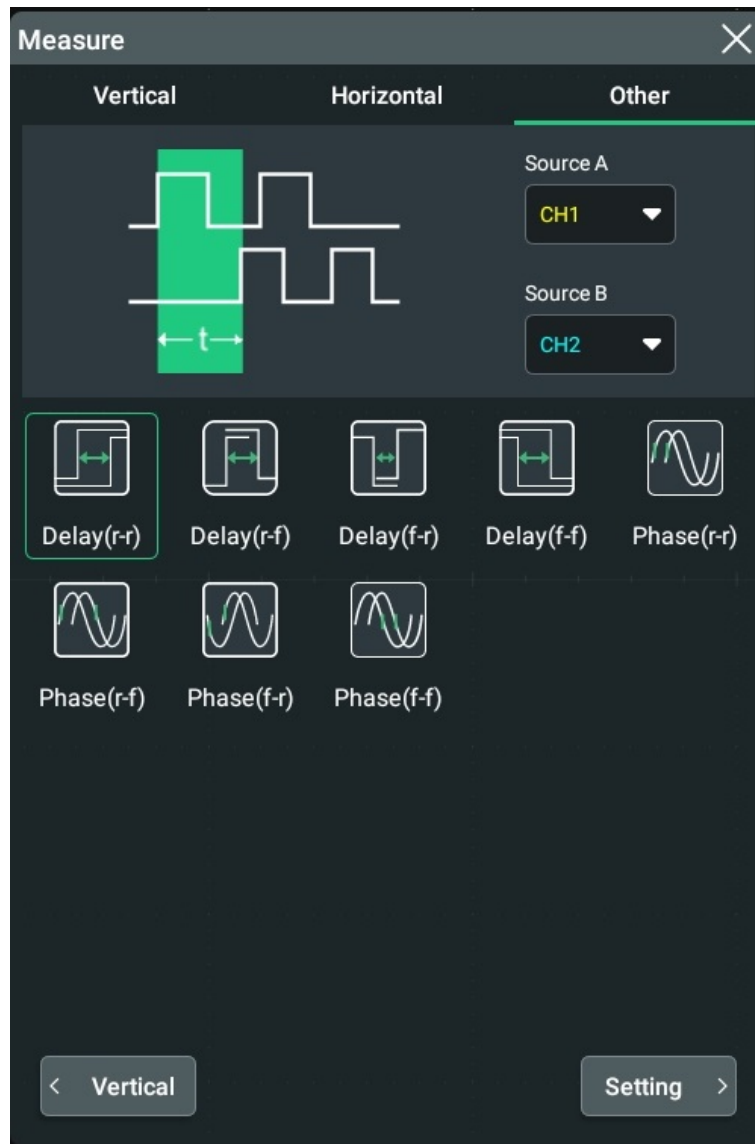 Measure
Vertical Horizontal Other
Source A
CH1
Source B
CH2
t
Delay(r-r) Delay(r-f) Delay(f-r) Delay(f-f) Phase(r-r)
Phase(r-f) Phase(f-r) Phase(f-f)
< Vertical Setting >